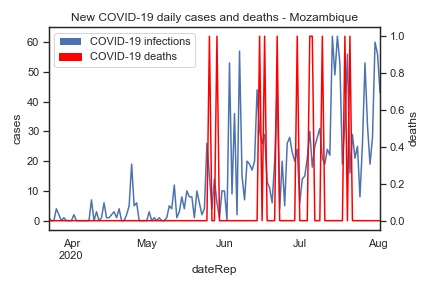 New COVID-19 daily cases and deaths - Mozambique
COVID-19 infections
COVID-19 deaths
60
50
40
30
20
10
0
cases
1.0
0.8
0.6
0.4
0.2
0.0
deaths
Apr
2020
May
Jun
Jul
Aug
dateRep